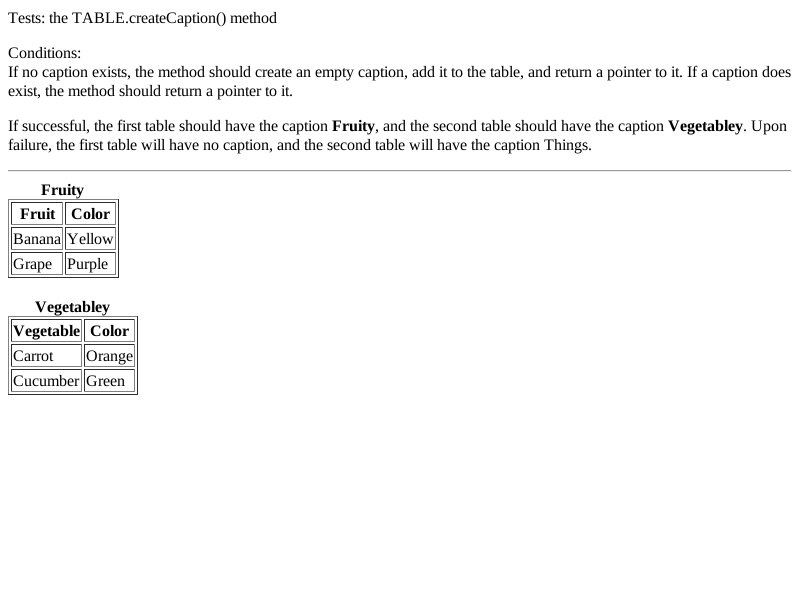 Tests: the TABLE.createCaption() method
Conditions:
If no caption exists, the method should create an empty caption, add it to the table, and return a pointer to it. If a caption does
exist, the method should return a pointer to it.
If successful, the first table should have the caption Fruity, and the second table should have the caption Vegetabley. Upon
failure, the first table will have no caption, and the second table will have the caption Things.
Fruity
Fruit Color
Banana Yellow
Grape Purple
Vegetabley
Vegetable Color
Carrot Orange
Cucumber Green